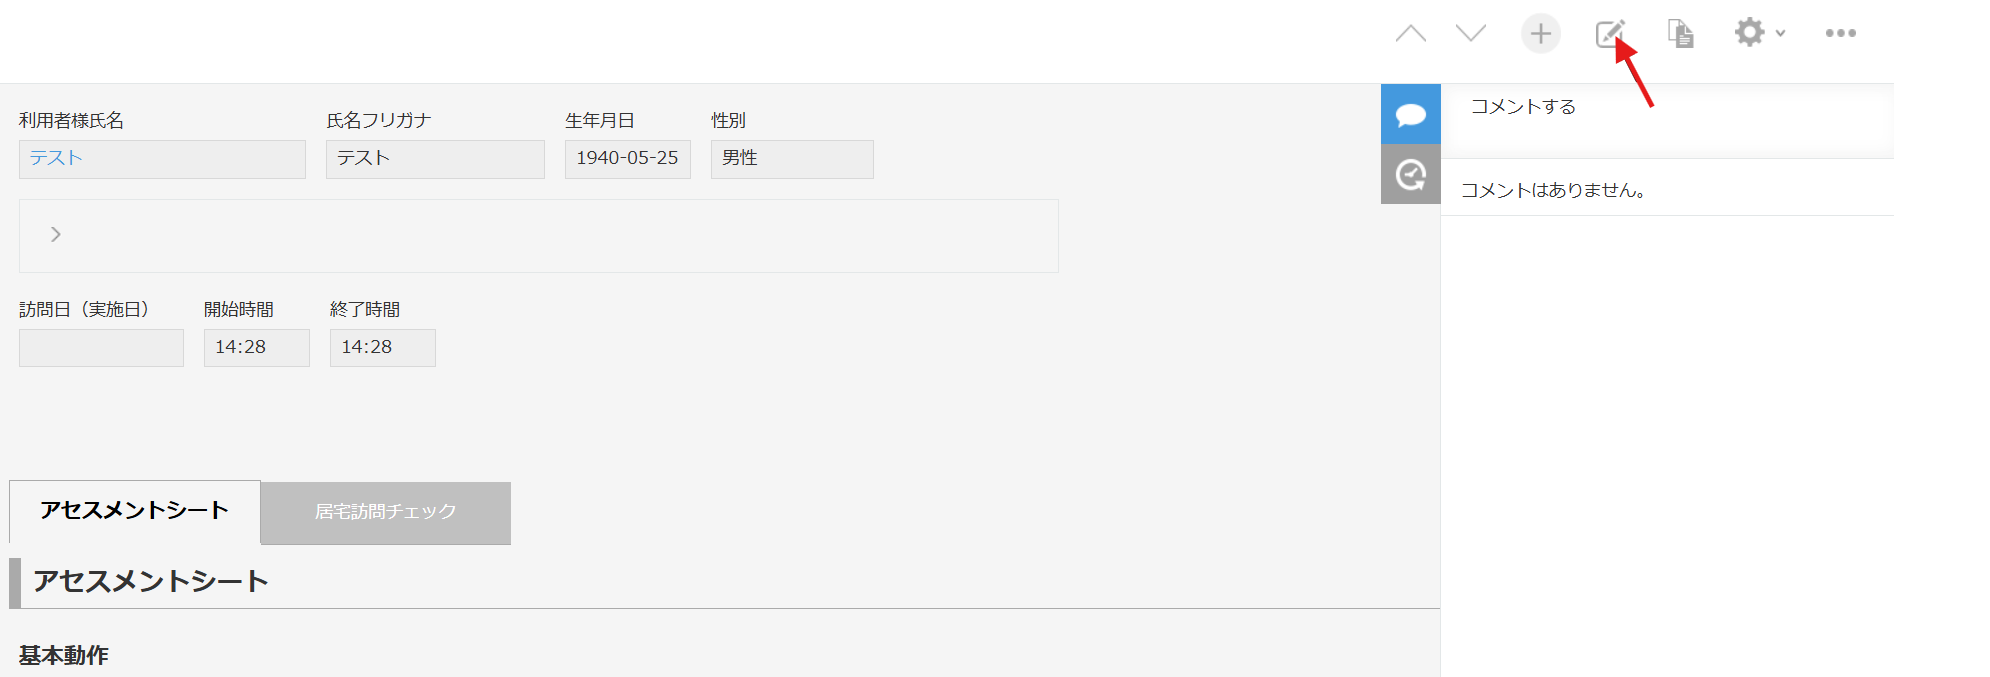 コメントする
利用者様氏名 氏名フリガナ 生年月日 性別
テスト テスト 1940-05-25 男性
コメントはありません。
訪問日（実施日） 開始時間 終了時間
14:28 14:28
アセスメントシート 居宅訪問チェック
アセスメントシート
基本動作